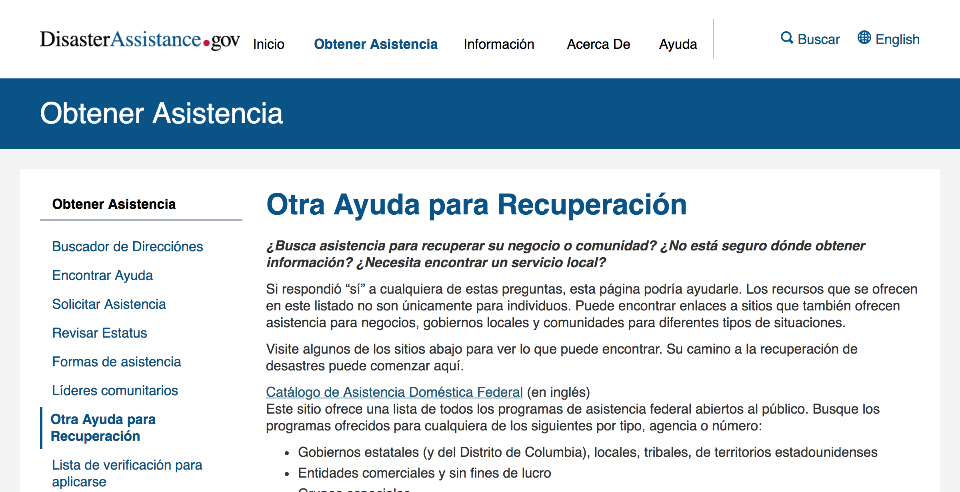 DisasterAssistance.gov
Inicio
Obtener Asistencia
Información
Acerca De
Ayuda
Buscar
English
Obtener Asistencia
Obtener Asistencia
Buscador de Direcciónes
Encontrar Ayuda
Solicitar Asistencia
Revisar Estatus
Formas de asistencia
Líderes comunitarios
Otra Ayuda para
Recuperación
Lista de verificación para
aplicarse
Otra Ayuda para Recuperación
¿Busca asistencia para recuperar su negocio o comunidad? ¿No está seguro dónde obtener
información? ¿Necesita encontrar un servicio local?
Si respondió “sí” a cualquiera de estas preguntas, esta página podría ayudarle. Los recursos que se ofrecen
en este listado no son únicamente para individuos. Puede encontrar enlaces a sitios que también ofrecen
asistencia para negocios, gobiernos locales y comunidades para diferentes tipos de situaciones.
Visite algunos de los sitios abajo para ver lo que puede encontrar. Su camino a la recuperación de
desastres puede comenzar aquí.
Catálogo de Asistencia Doméstica Federal (en inglés)
Este sitio ofrece una lista de todos los programas de asistencia federal abiertos al público. Busque los
programas ofrecidos para cualquiera de los siguientes por tipo, agencia o número:
• Gobiernos estatales (y del Distrito de Columbia), locales, tribales, de territorios estadounidenses
• Entidades comerciales y sin fines de lucro